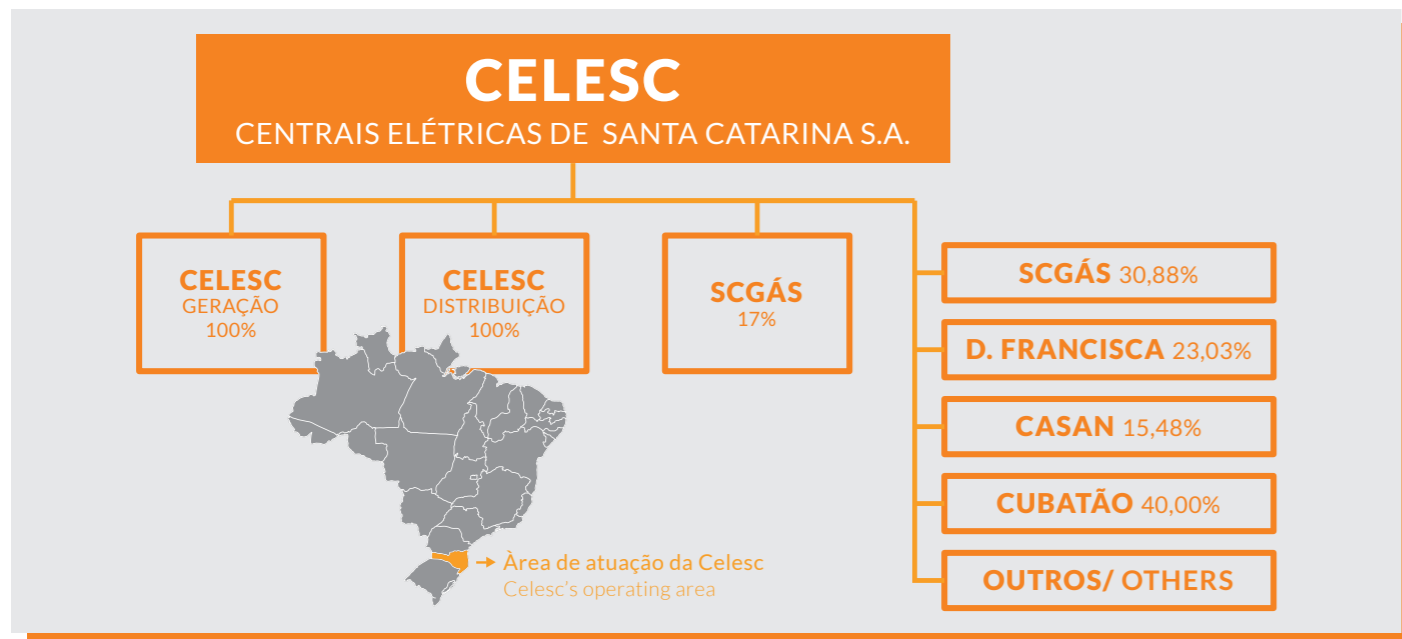 CELESC
CENTRAIS ELÉTRICAS DE SANTA CATARINA S.A.
CELESC
GERAÇÃO
100%
CELESC
DISTRIBUIÇÃO
100%
SCGÁS
17%
SCGÁS 30,88%
D. FRANCISCA 23,03%
CASAN 15,48%
CUBATÃO 40,00%
OUTROS/ OTHERS
Àrea de atuação da Celesc
Celesc's operating area